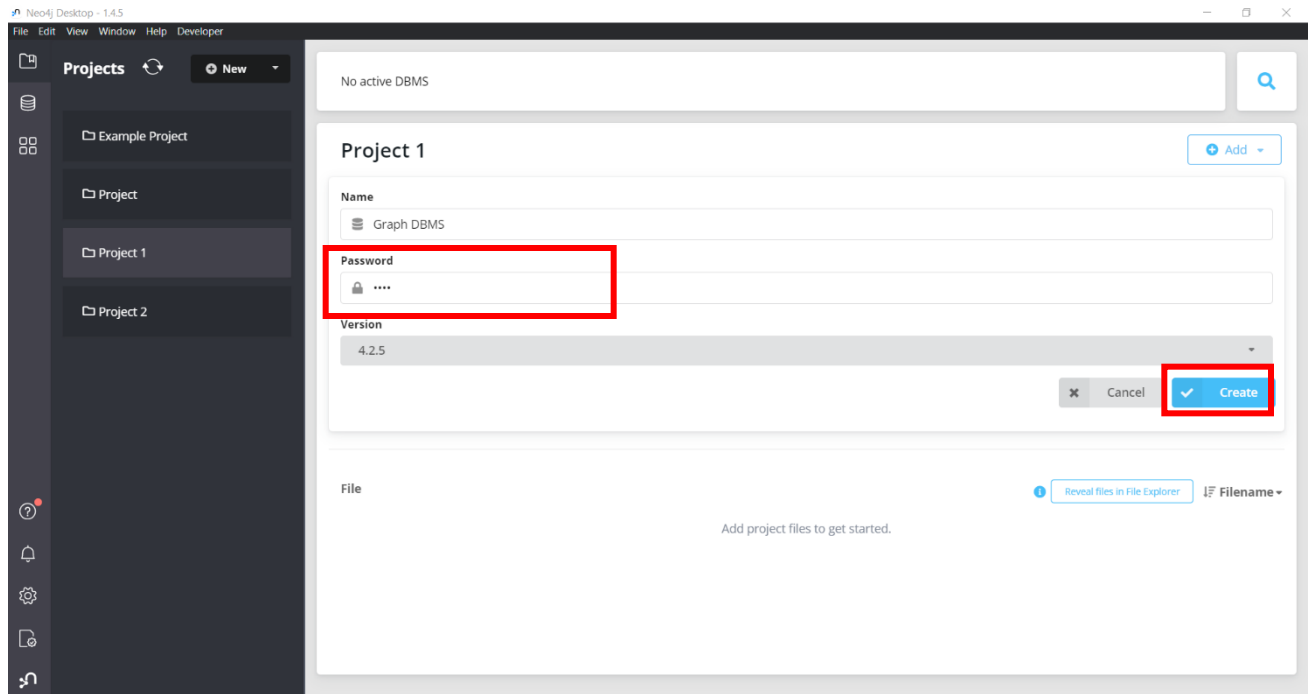 Neo4j Desktop - 1.4.5
File Edit View Window Help Developer
Projects
New
Example Project
Project
Project 1
Project 2
No active DBMS
Project 1
Add
Name
Graph DBMS
Password
••••
Version
4.2.5
Cancel
Create
File
Reveal files in File Explorer
Filename
Add project files to get started.